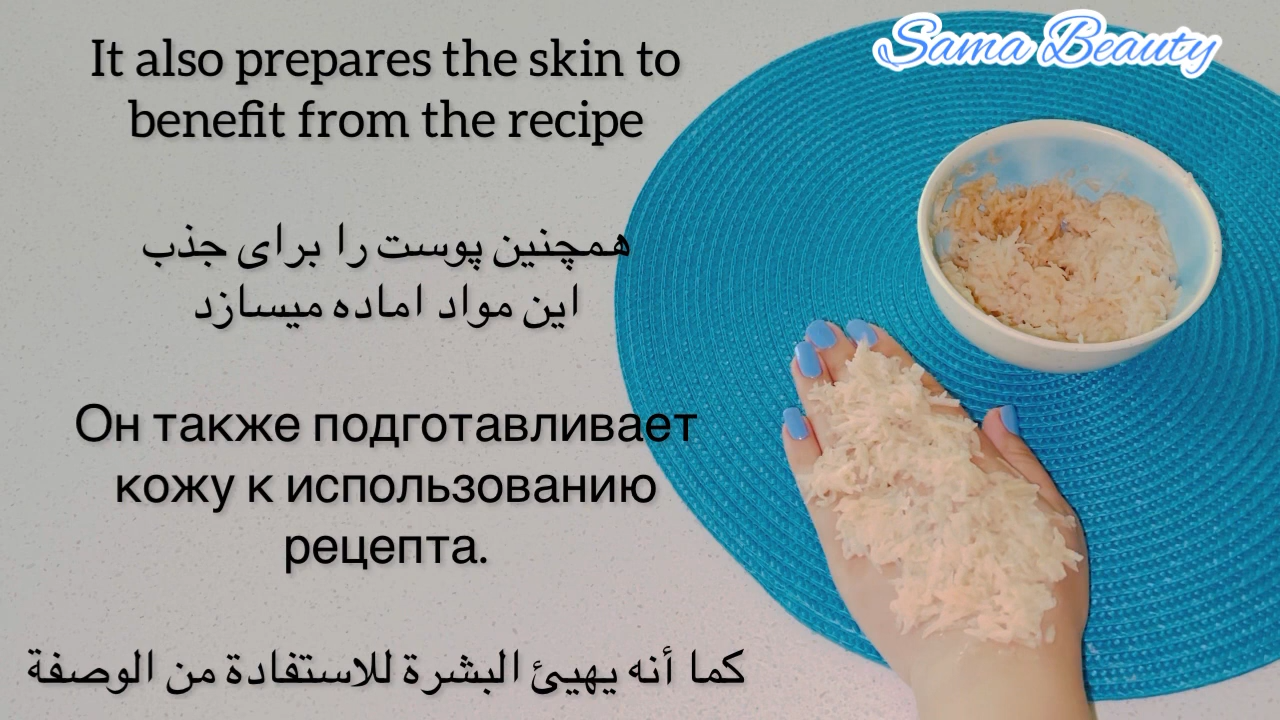 Sama Beauty
It also prepares the skin to
benefit from the recipe
همچنین پوست را برای جذب
این مواد اماده میسازد
Он также подготавливает
кожу к использованию
рецепта.
كما أنه يهيئ البشرة للاستفادة من الوصفة